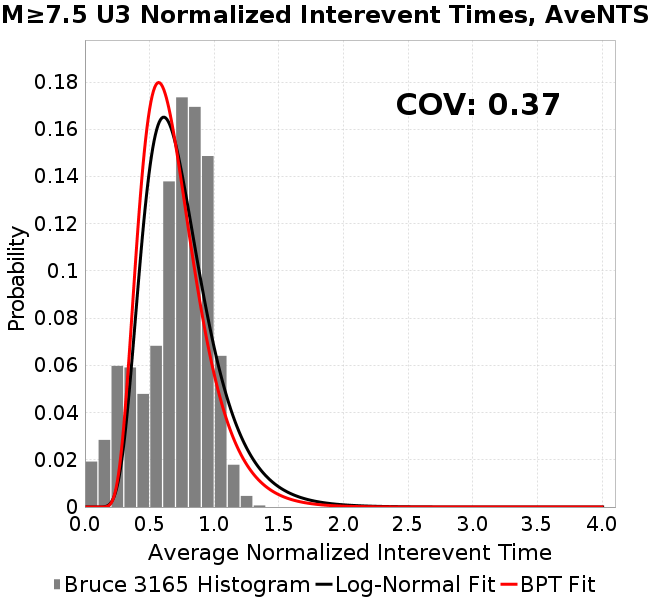 M≥7.5 U3 Normalized Interevent Times, AveNTS
COV: 0.37
0.18
0.16
0.14
0.12
0.1
0.08
0.06
0.04
0.02
0
Probability
0.0 0.5 1.0 1.5 2.0 2.5 3.0 3.5 4.0
Average Normalized Interevent Time
Bruce 3165 Histogram Log-Normal Fit BPT Fit